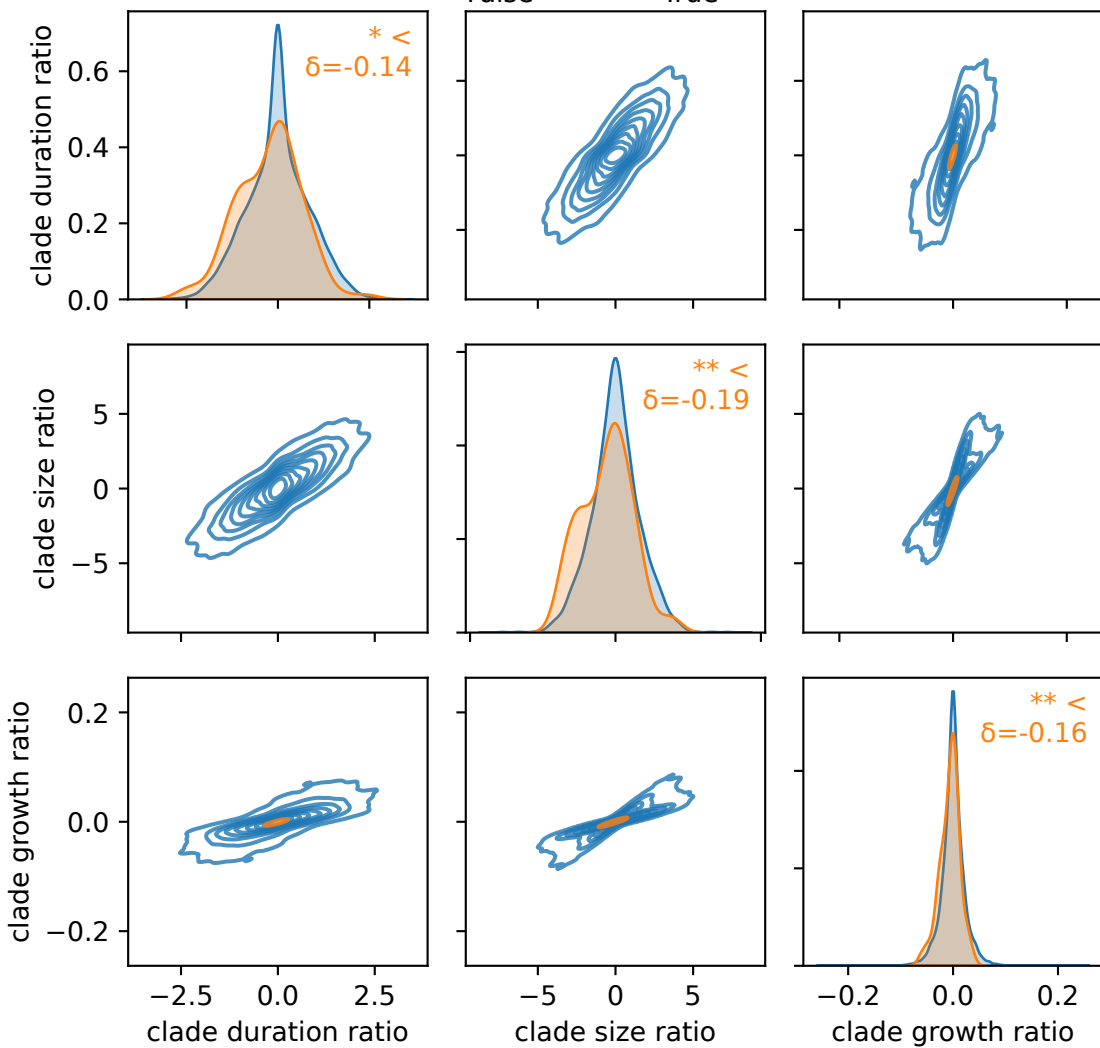 clade duration ratio
0.6
0.4
0.2
0.0
* <
δ=-0.14
clade size ratio
5
0
−5
** <
δ=-0.19
clade growth ratio
0.2
0.0
−0.2
** <
δ=-0.16
−2.5 0.0 2.5
−5 0 5
−0.2 0.0 0.2
clade duration ratio
clade size ratio
clade growth ratio